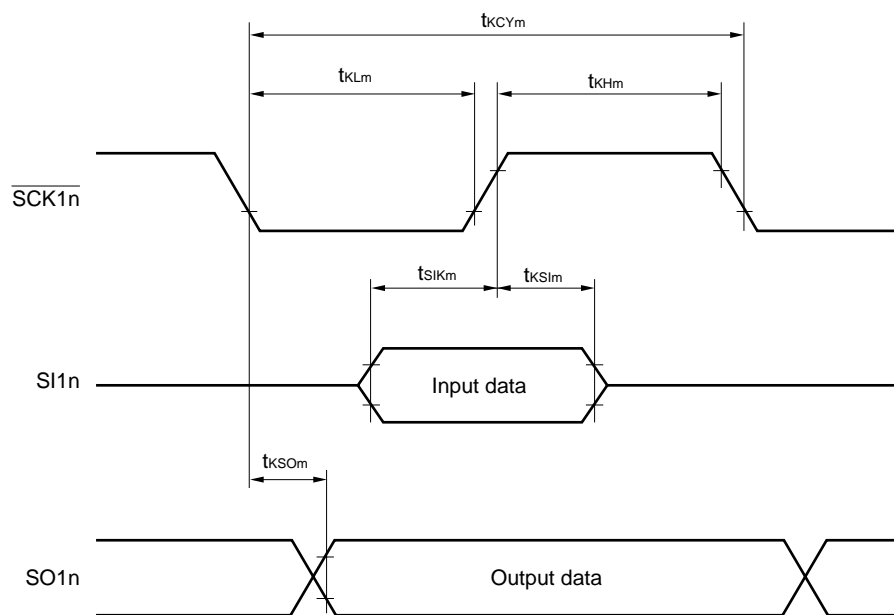 tKCYm
tKLm
tKHm
SCK1n
tSIKm
tKSIm
SI1n
Input data
tKSOm
SO1n
Output data